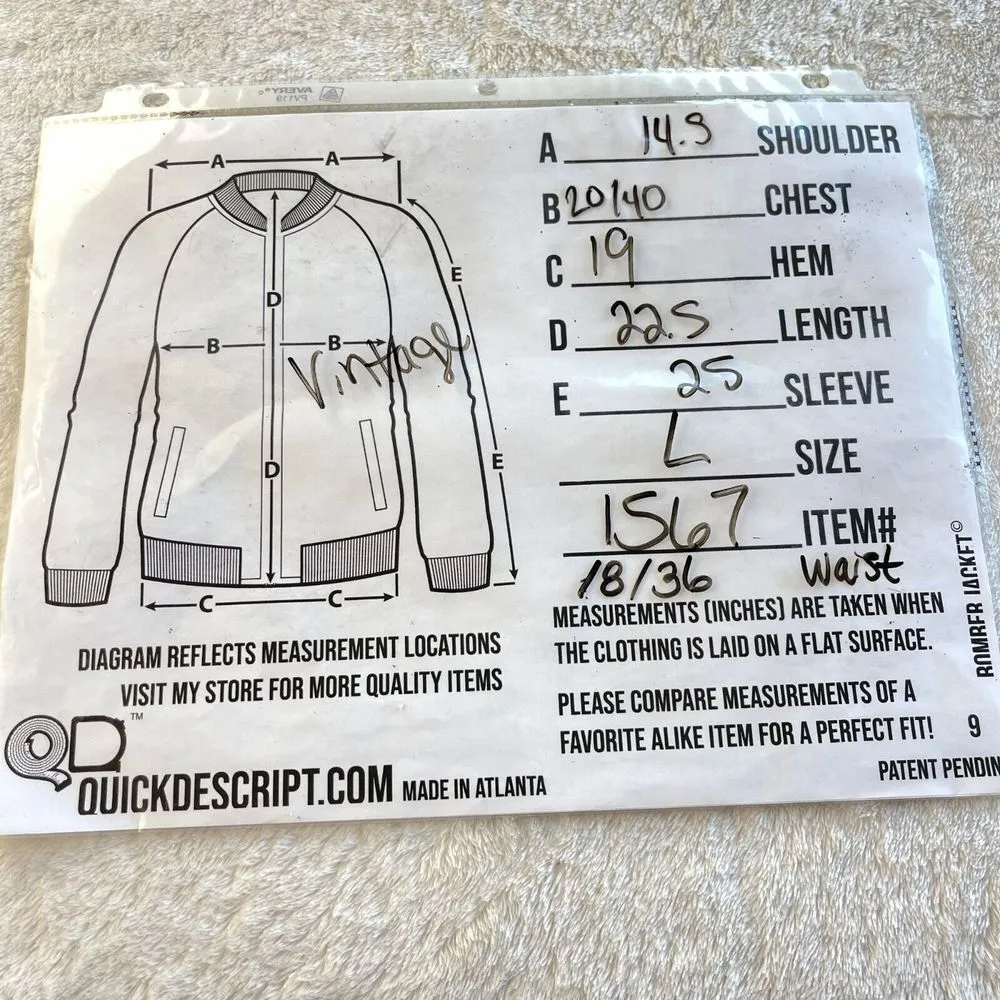 AVERY®
PV119
A A
A 14.5 SHOULDER
B 20/40 CHEST
C 19 HEM
D 22.5 LENGTH
E 25 SLEEVE
L SIZE
1567 ITEM#
18/36 waist
E
D
B B
Vintage
D
E
C C
MEASUREMENTS (INCHES) ARE TAKEN WHEN
THE CLOTHING IS LAID ON A FLAT SURFACE.
PLEASE COMPARE MEASUREMENTS OF A
FAVORITE ALIKE ITEM FOR A PERFECT FIT! 9
PATENT PENDIN
BOMBER JACKET©
DIAGRAM REFLECTS MEASUREMENT LOCATIONS
VISIT MY STORE FOR MORE QUALITY ITEMS
QD™
QUICKDESCRIPT.COM MADE IN ATLANTA